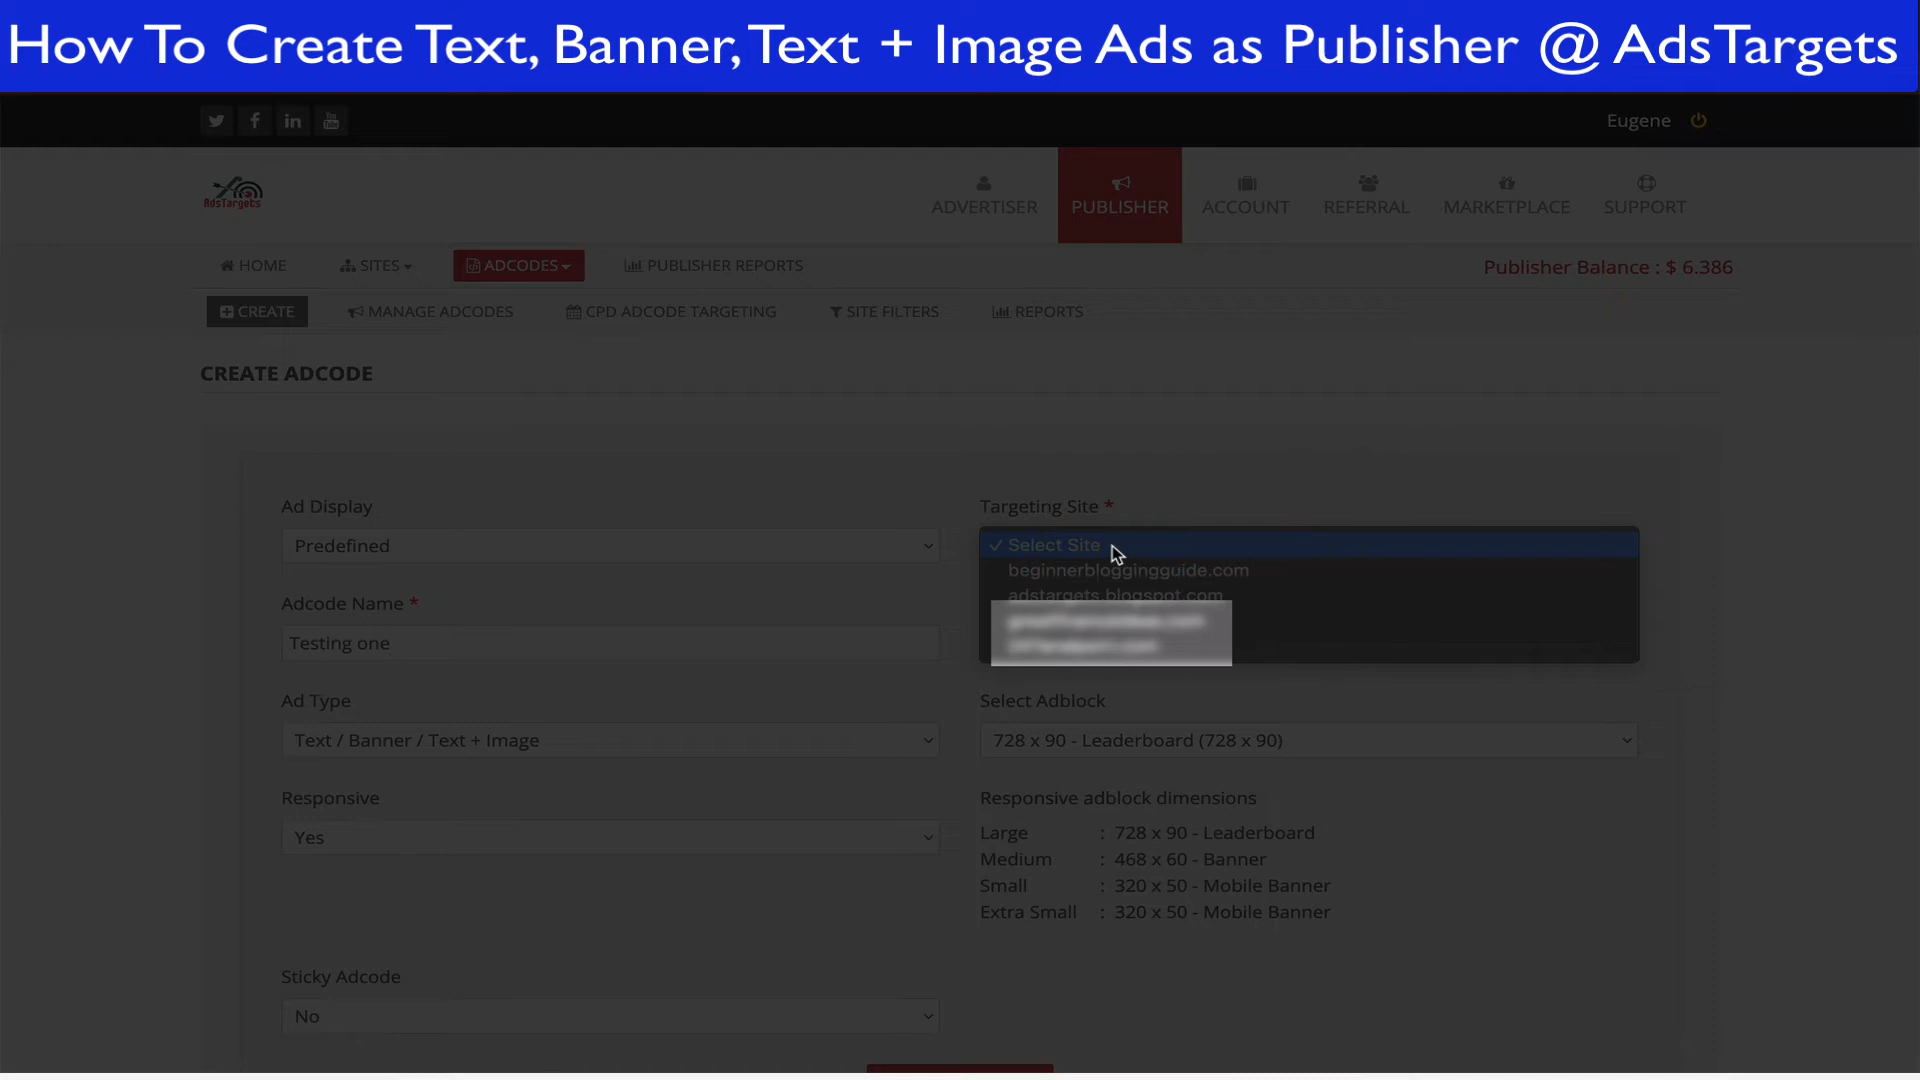 How To Create Text, Banner, Text + Image Ads as Publisher @ AdsTargets
Eugene
AdsTargets
ADVERTISER
PUBLISHER
ACCOUNT
REFERRAL
MARKETPLACE
SUPPORT
HOME
SITES
ADCODES
PUBLISHER REPORTS
Publisher Balance : $ 6.386
CREATE
MANAGE ADCODES
CPD ADCODE TARGETING
SITE FILTERS
REPORTS
CREATE ADCODE
Ad Display
Predefined
Targeting Site *
✓ Select Site
beginnerbloggingguide.com
adstargets.blogspot.com
Adcode Name *
Testing one
Ad Type
Text / Banner / Text + Image
Select Adblock
728 x 90 - Leaderboard (728 x 90)
Responsive
Yes
Responsive adblock dimensions
Large : 728 x 90 - Leaderboard
Medium : 468 x 60 - Banner
Small : 320 x 50 - Mobile Banner
Extra Small : 320 x 50 - Mobile Banner
Sticky Adcode
No